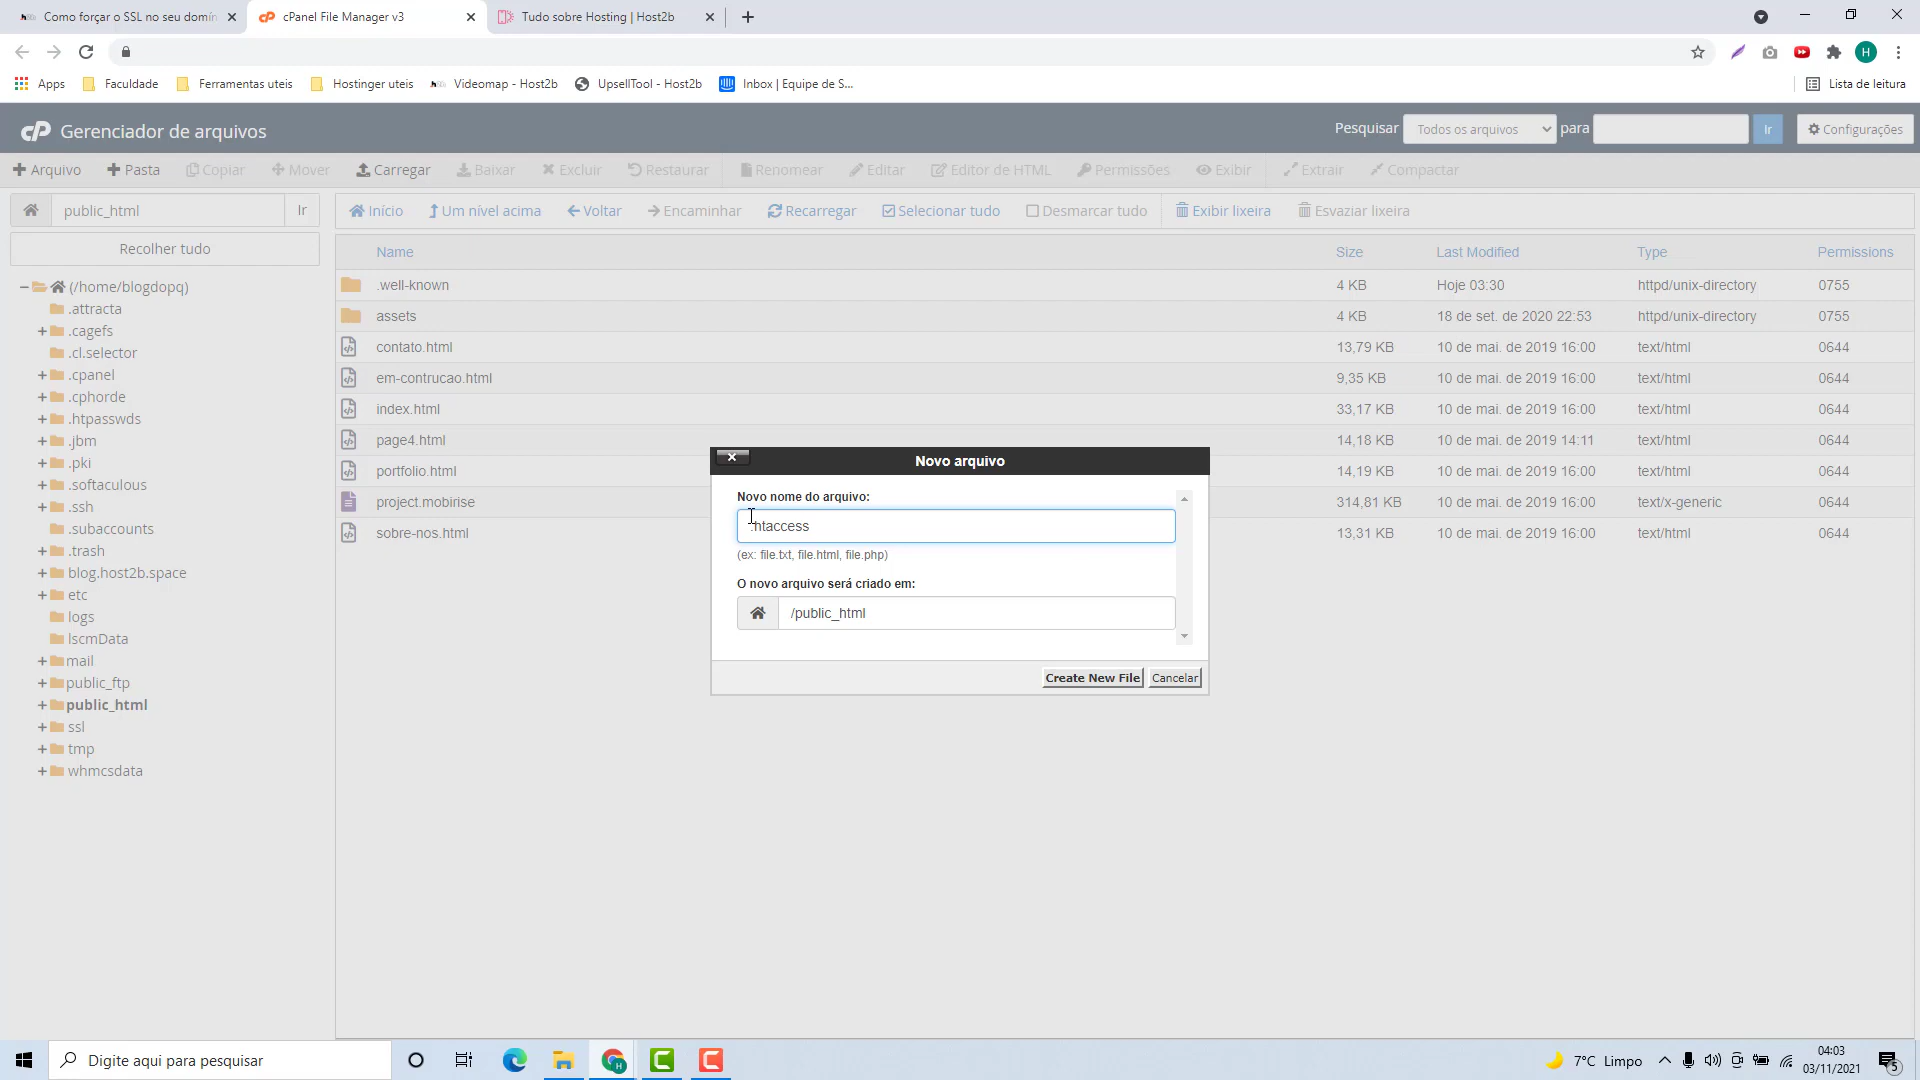 Como forçar o SSL no seu domín
cPanel File Manager v3
Tudo sobre Hosting | Host2b
H
Apps
Faculdade
Ferramentas uteis
Hostinger uteis
Videomap - Host2b
UpsellTool - Host2b
Inbox | Equipe de S...
Lista de leitura
cP Gerenciador de arquivos
Pesquisar
Todos os arquivos
para
Ir
Configurações
Arquivo
Pasta
Copiar
Mover
Carregar
Baixar
Excluir
Restaurar
Renomear
Editar
Editor de HTML
Permissões
Exibir
Extrair
Compactar
public_html
Ir
Início
Um nível acima
Voltar
Encaminhar
Recarregar
Selecionar tudo
Desmarcar tudo
Exibir lixeira
Esvaziar lixeira
Recolher tudo
(/home/blogdopq)
.attracta
.cagefs
.cl.selector
.cpanel
.cphorde
.htpasswds
.jbm
.pki
.softaculous
.ssh
.subaccounts
.trash
blog.host2b.space
etc
logs
lscmData
mail
public_ftp
public_html
ssl
tmp
whmcsdata
Name Size Last Modified Type Permissions
.well-known 4 KB Hoje 03:30 httpd/unix-directory 0755
assets 4 KB 18 de set. de 2020 22:53 httpd/unix-directory 0755
contato.html 13,79 KB 10 de mai. de 2019 16:00 text/html 0644
em-contrucao.html 9,35 KB 10 de mai. de 2019 16:00 text/html 0644
index.html 33,17 KB 10 de mai. de 2019 16:00 text/html 0644
page4.html 14,18 KB 10 de mai. de 2019 14:11 text/html 0644
portfolio.html 14,19 KB 10 de mai. de 2019 16:00 text/html 0644
project.mobirise 314,81 KB 10 de mai. de 2019 16:00 text/x-generic 0644
sobre-nos.html 13,31 KB 10 de mai. de 2019 16:00 text/html 0644
Novo arquivo
Novo nome do arquivo:
.htaccess
(ex: file.txt, file.html, file.php)
O novo arquivo será criado em:
/public_html
Create New File
Cancelar
Digite aqui para pesquisar
7°C Limpo
04:03
03/11/2021
5